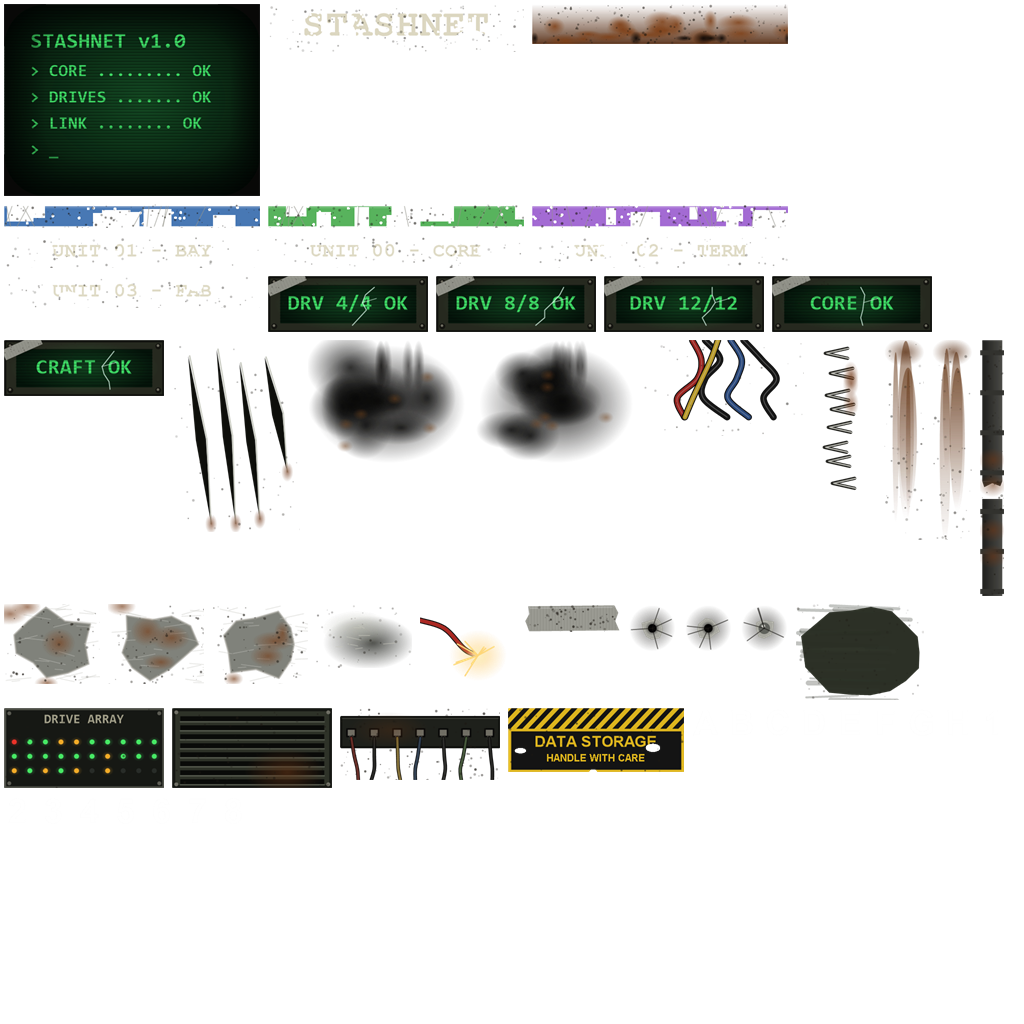 STASHNET v1.0
> CORE ......... OK
> DRIVES ....... OK
> LINK ........ OK
> _
STASHNET
UNIT 01 - BAY
UNIT 00 - CORE
UN   02 - TERM
UNIT 03 - FAB
DRV 4/4 OK
DRV 8/8 OK
DRV 12/12
CORE OK
CRAFT OK
DRIVE ARRAY
DATA STORAGE
HANDLE WITH CARE